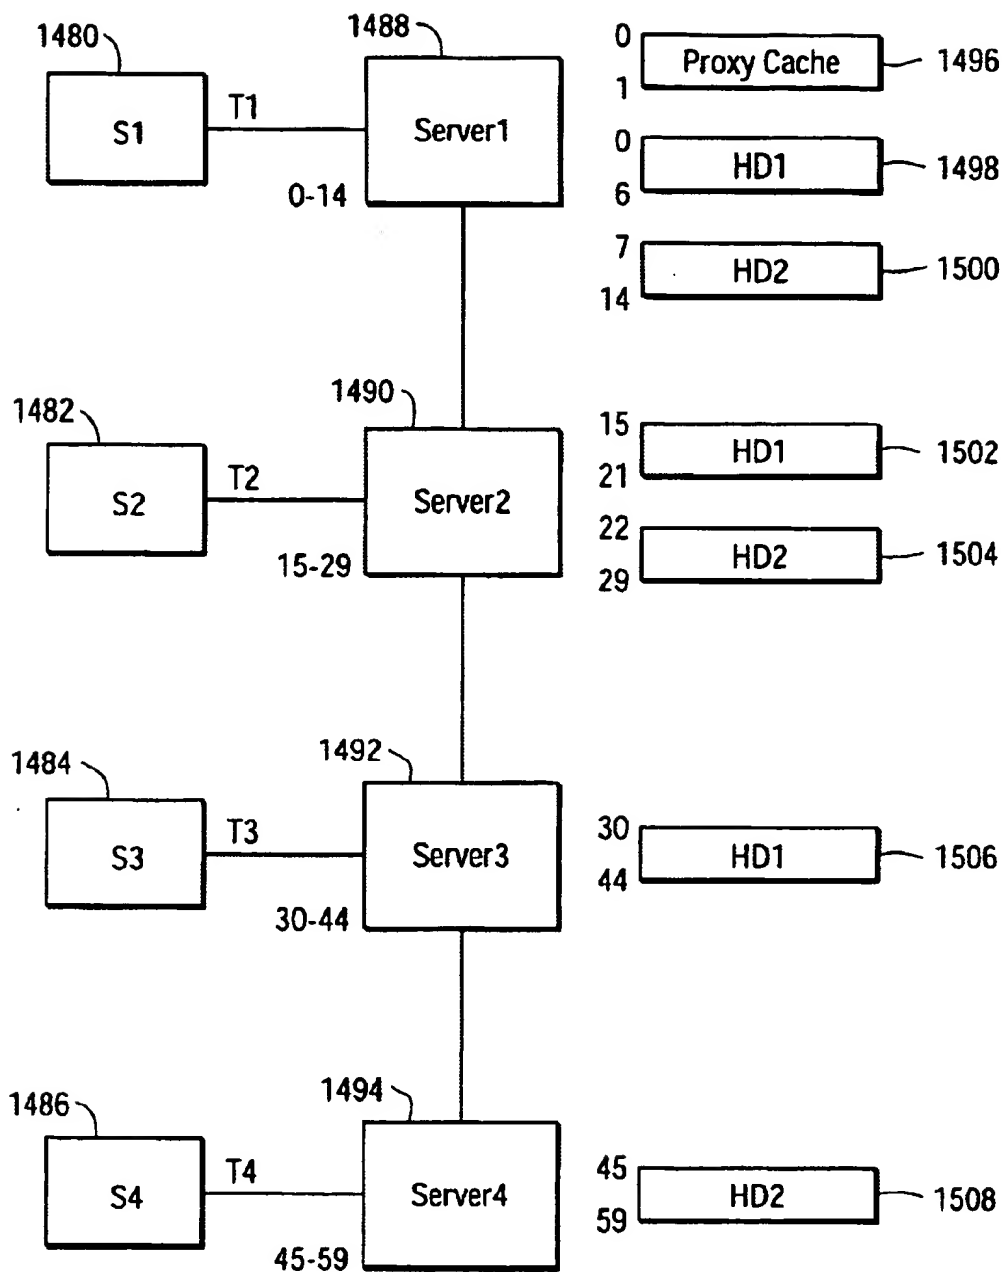 1480
1488
0
Proxy Cache
1496
1
S1
T1
Server1
0
HD1
1498
6
0-14
7
HD2
1500
14
1482
1490
15
HD1
1502
21
S2
T2
Server2
22
HD2
1504
29
15-29
1484
1492
30
HD1
1506
44
S3
T3
Server3
30-44
1486
1494
45
HD2
1508
59
S4
T4
Server4
45-59